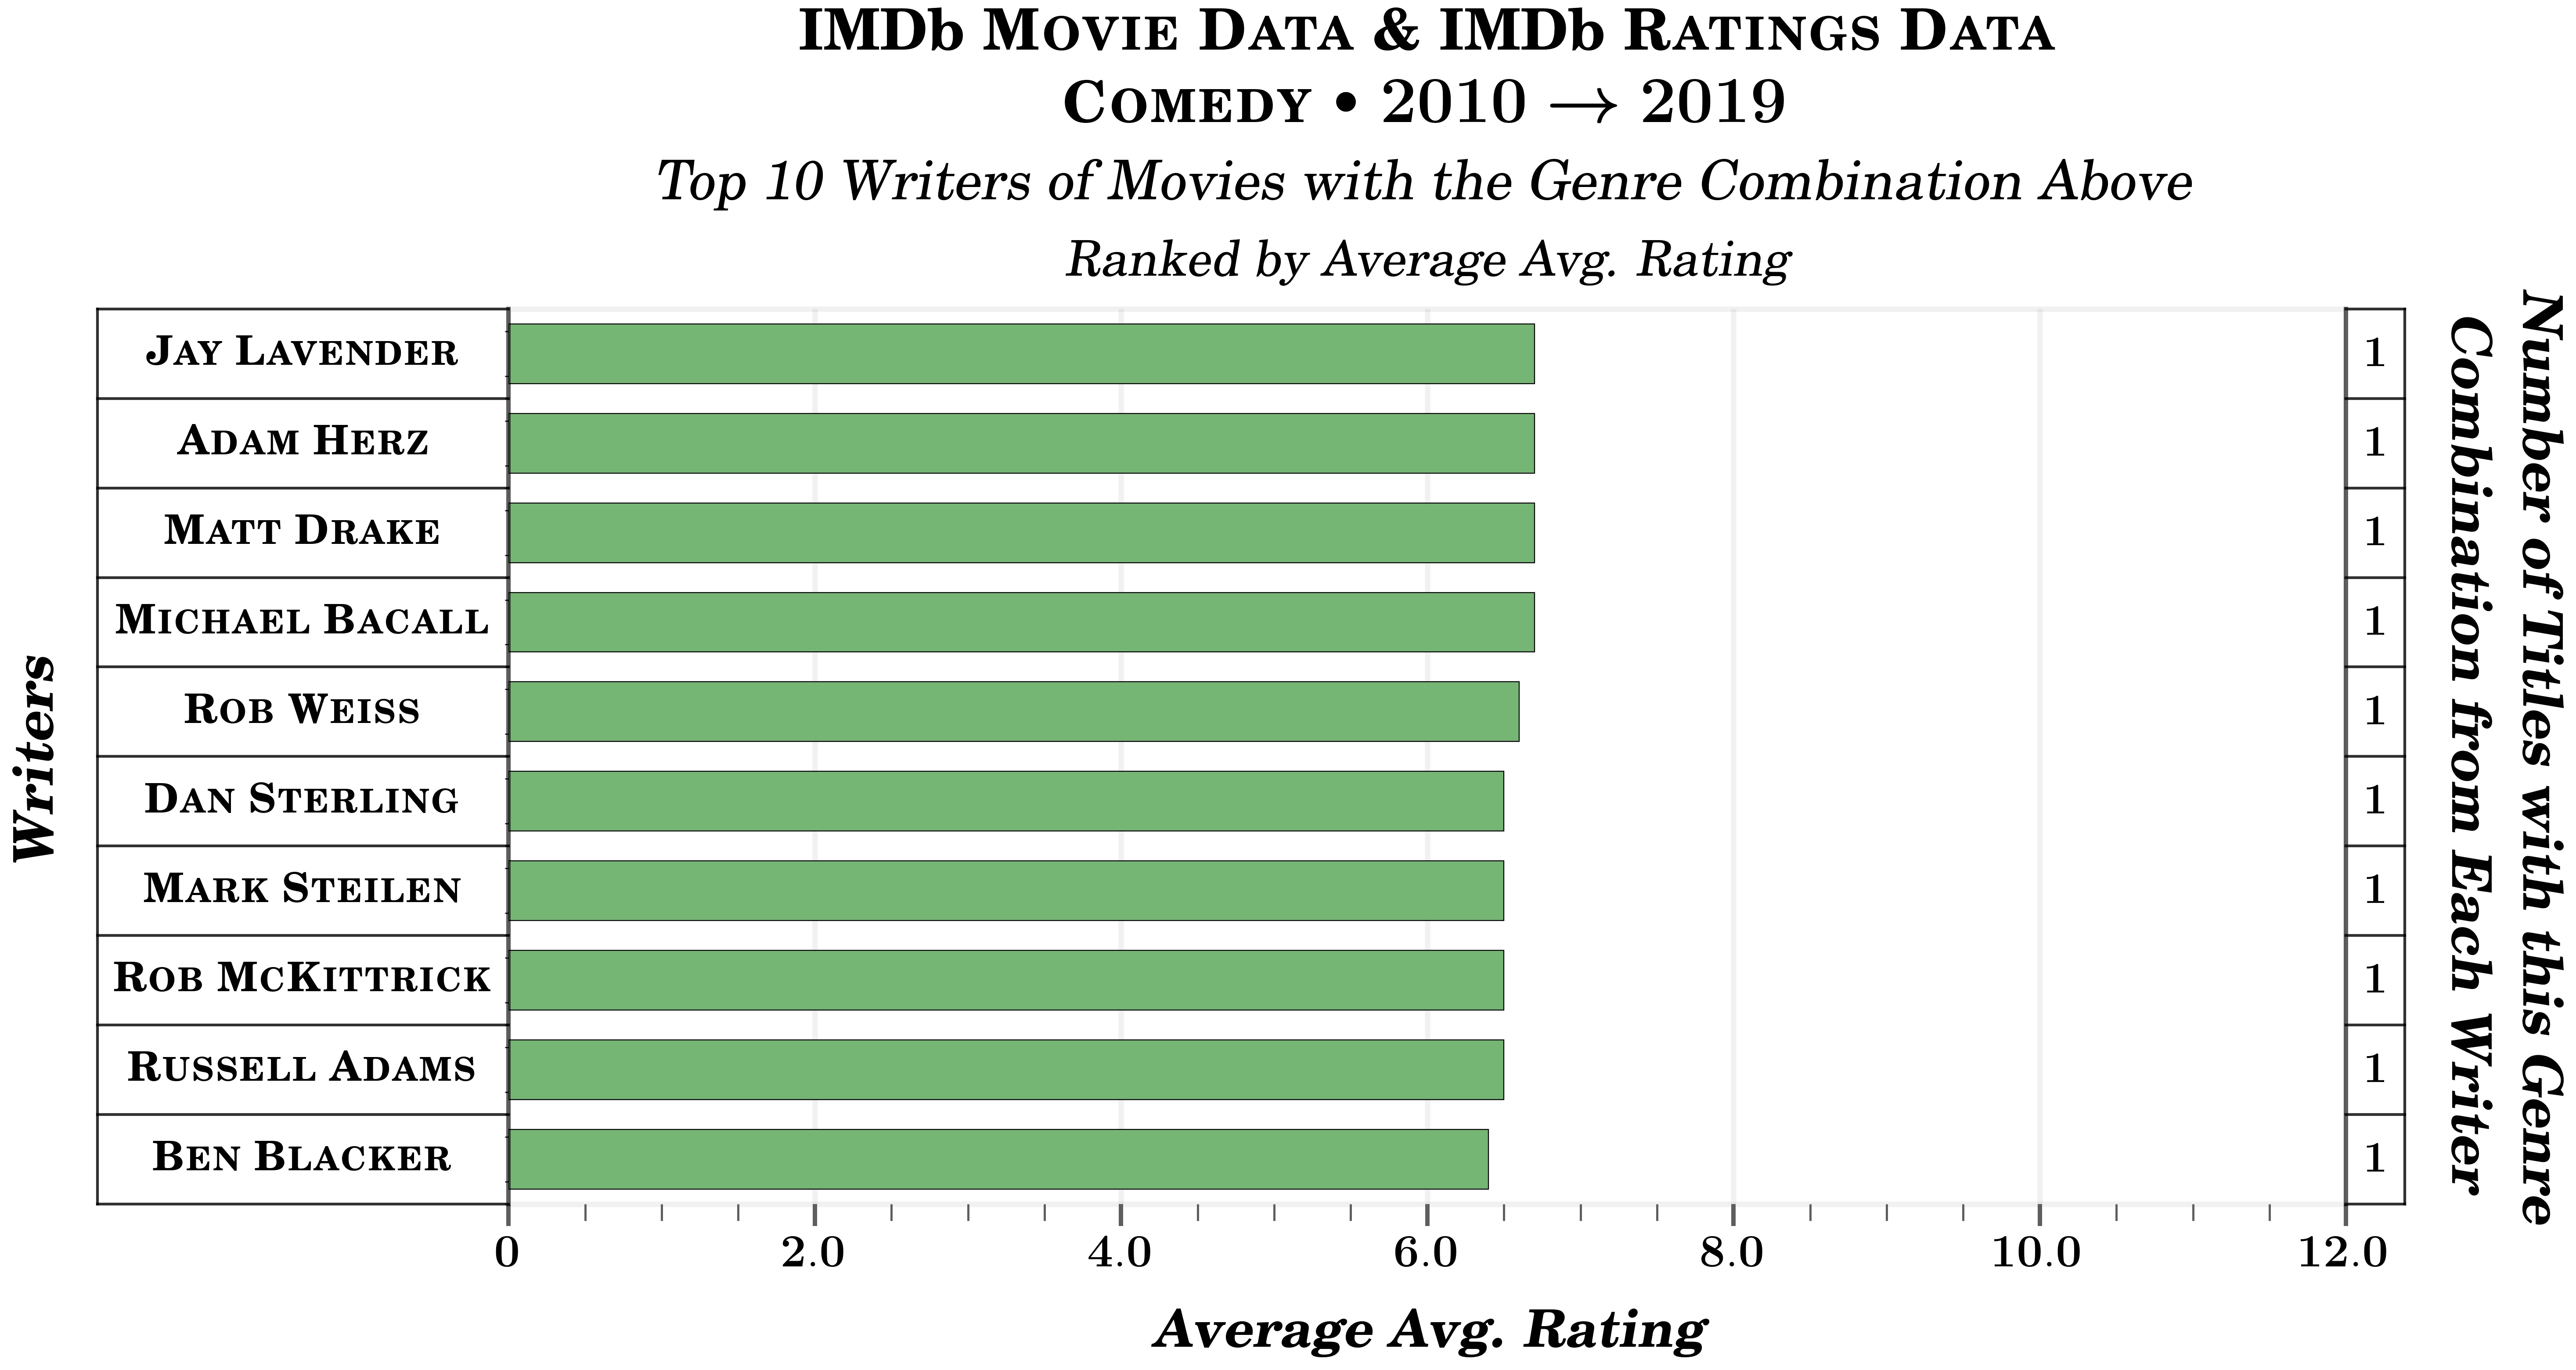 IMDb Movie Data & IMDb Ratings Data
Comedy • 2010 → 2019
Top 10 Writers of Movies with the Genre Combination Above
Ranked by Average Avg. Rating
Writers
Jay Lavender 1
Adam Herz 1
Matt Drake 1
Michael Bacall 1
Rob Weiss 1
Dan Sterling 1
Mark Steilen 1
Rob McKittrick 1
Russell Adams 1
Ben Blacker 1
Number of Titles with this Genre
Combination from Each Writer
0 2.0 4.0 6.0 8.0 10.0 12.0
Average Avg. Rating